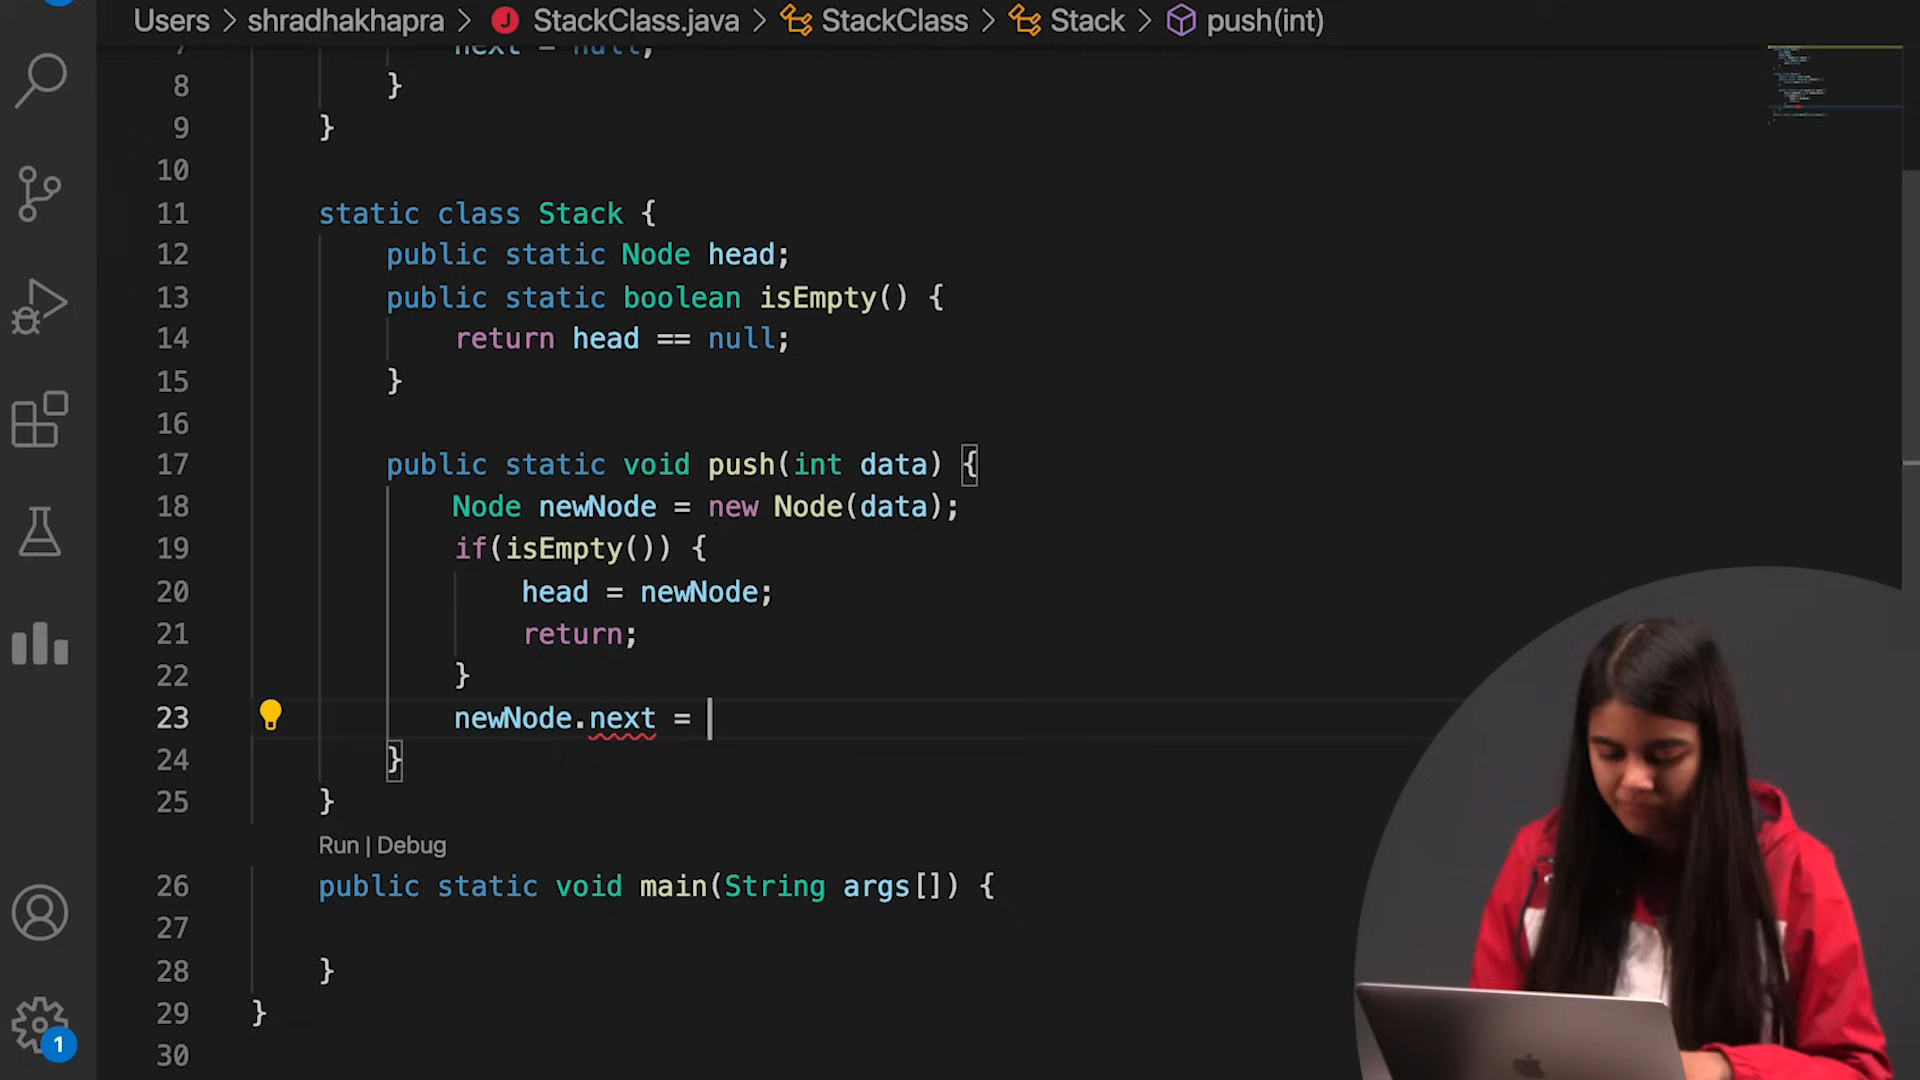 Users > shradhakhapra > StackClass.java > StackClass > Stack > push(int)
7 next = null;
8 }
9 }
10
11 static class Stack {
12 public static Node head;
13 public static boolean isEmpty() {
14 return head == null;
15 }
16
17 public static void push(int data) {
18 Node newNode = new Node(data);
19 if(isEmpty()) {
20 head = newNode;
21 return;
22 }
23 newNode.next =
24 }
25 }
Run | Debug
26 public static void main(String args[]) {
27
28 }
29 }
30
1